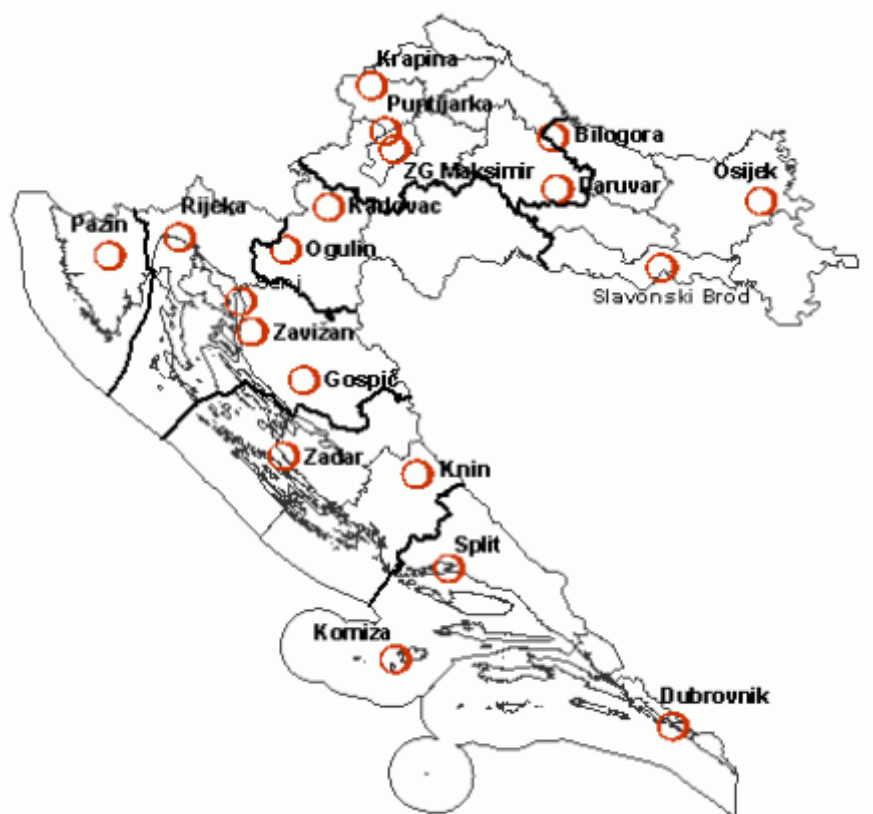 Krapina
Puntijarka
Bilogora
ZG Maksimir
Osijek
Daruvar
Rijeka
Pazin
Ogulin
Senj
Slavonski Brod
Zavižan
Gospić
Zadar
Knin
Split
Komiza
Dubrovnik